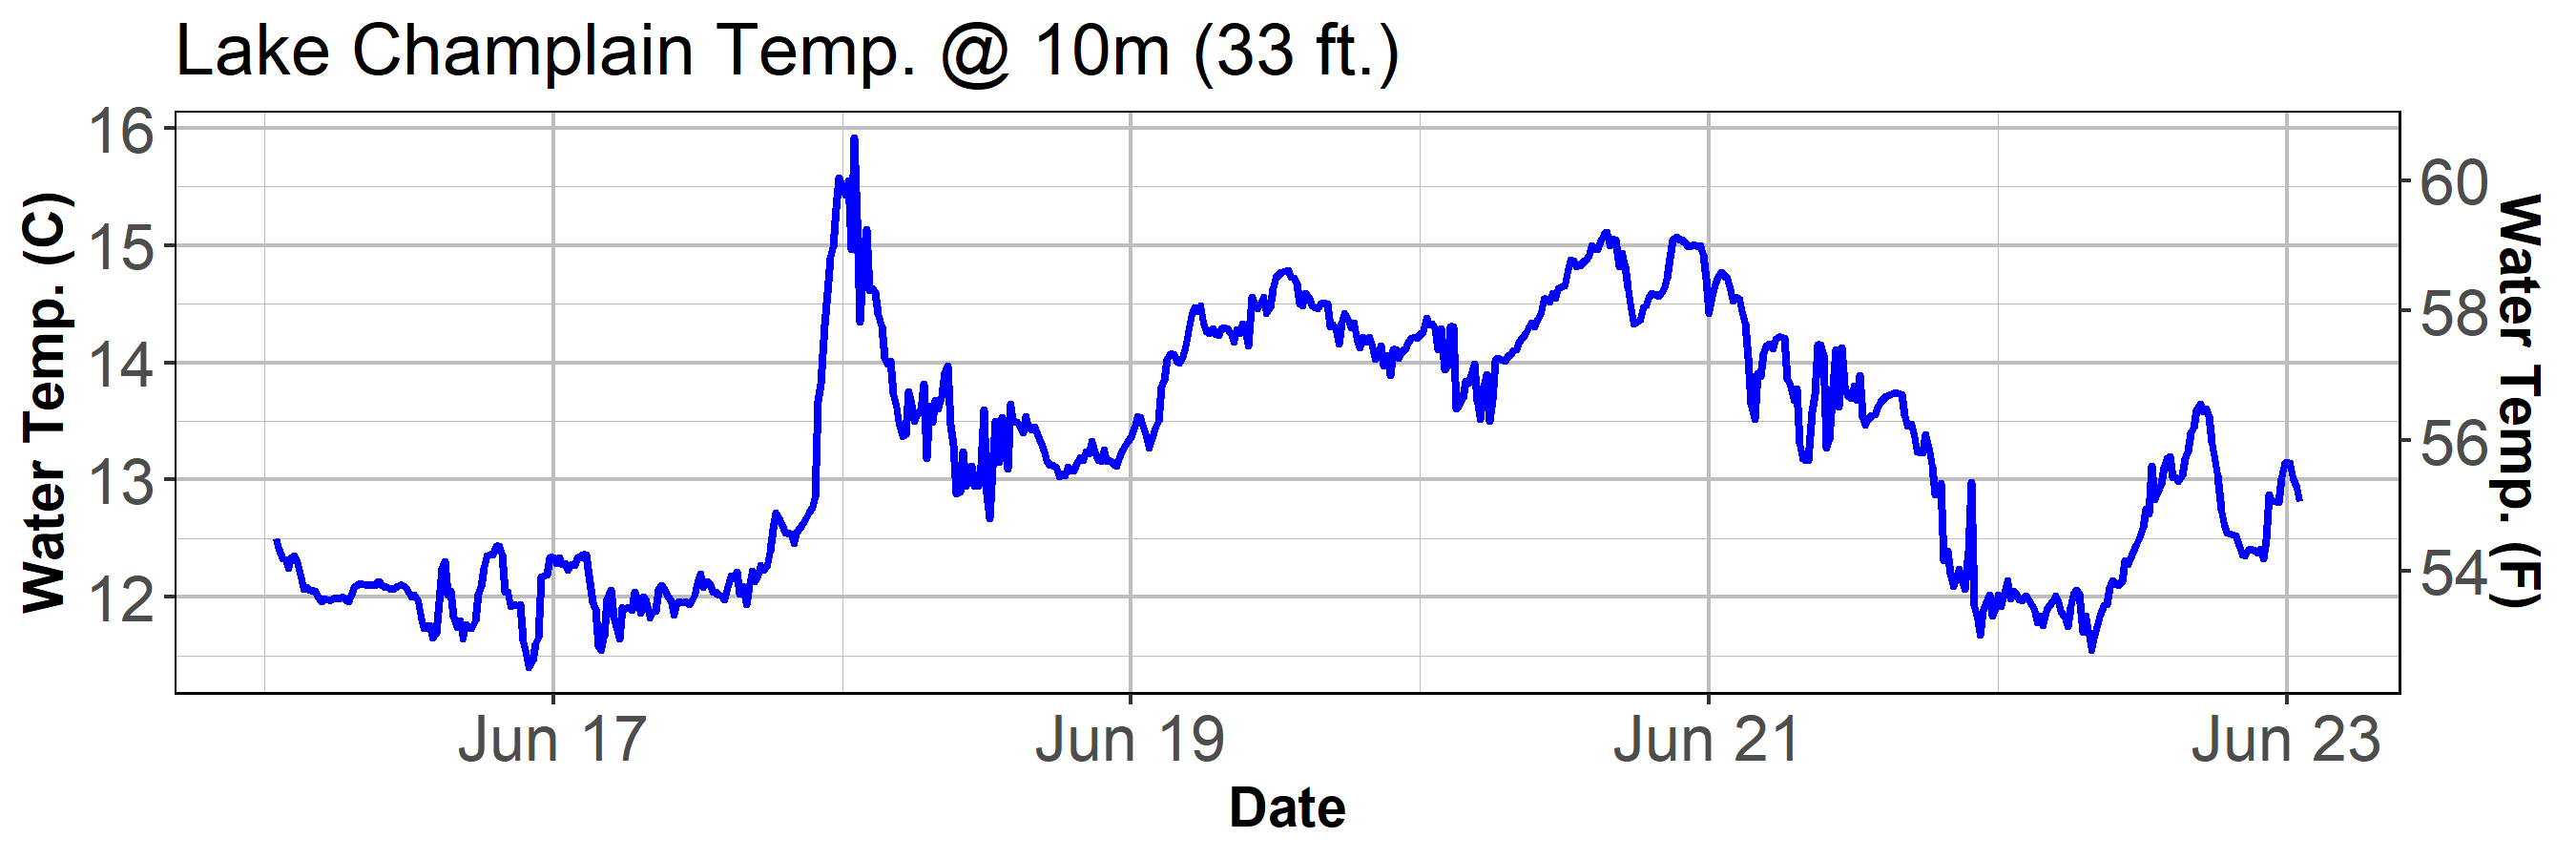 Lake Champlain Temp. @ 10m (33 ft.)
Water Temp. (C)
16
15
14
13
12
60
58
56
54
Water Temp. (F)
Jun 17 Jun 19 Jun 21 Jun 23
Date